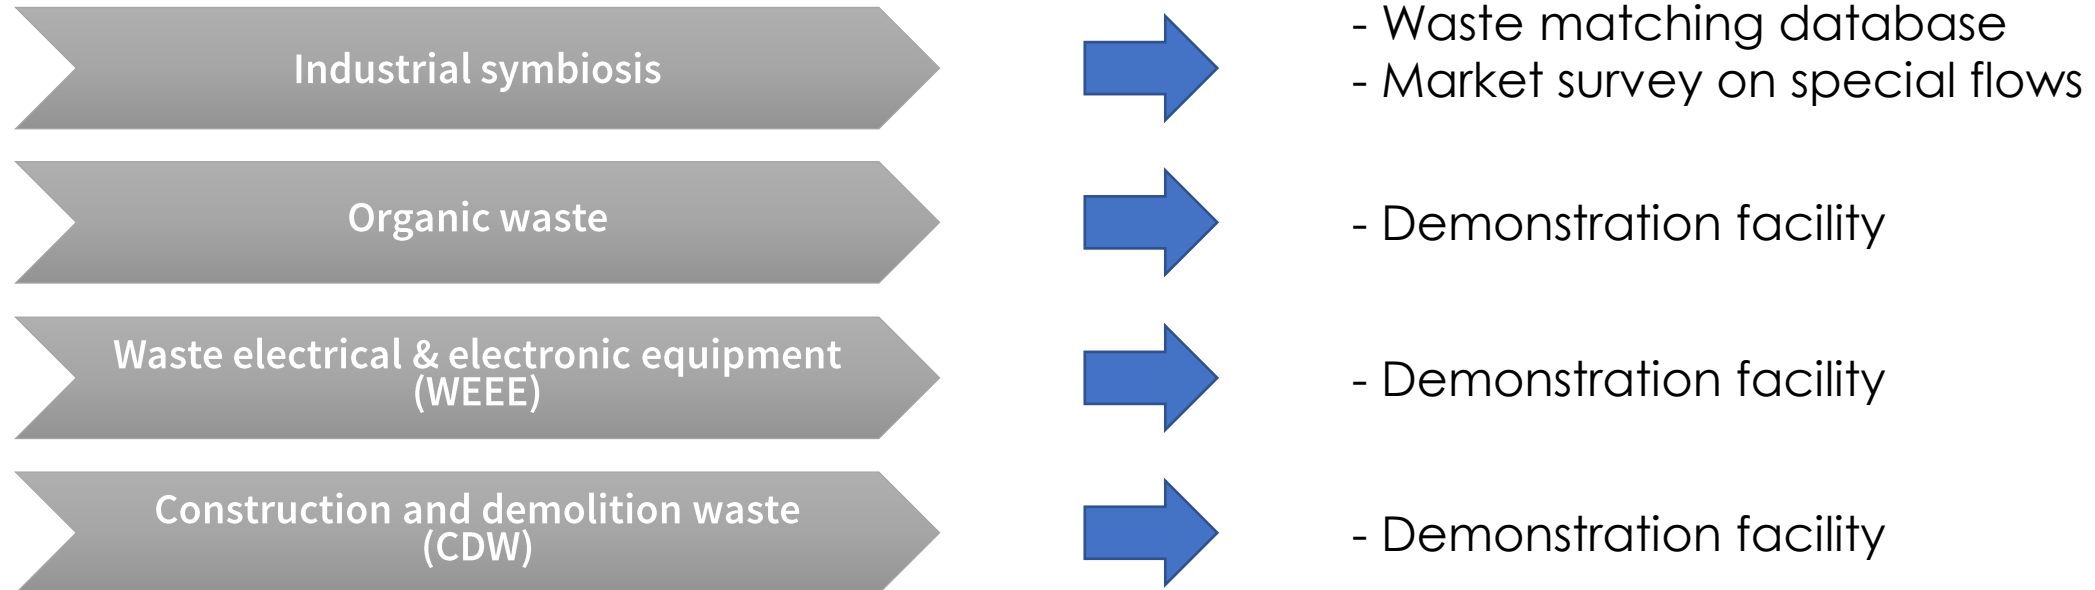 Industrial symbiosis
- Waste matching database
- Market survey on special flows
Organic waste
- Demonstration facility
Waste electrical & electronic equipment
(WEEE)
- Demonstration facility
Construction and demolition waste
(CDW)
- Demonstration facility